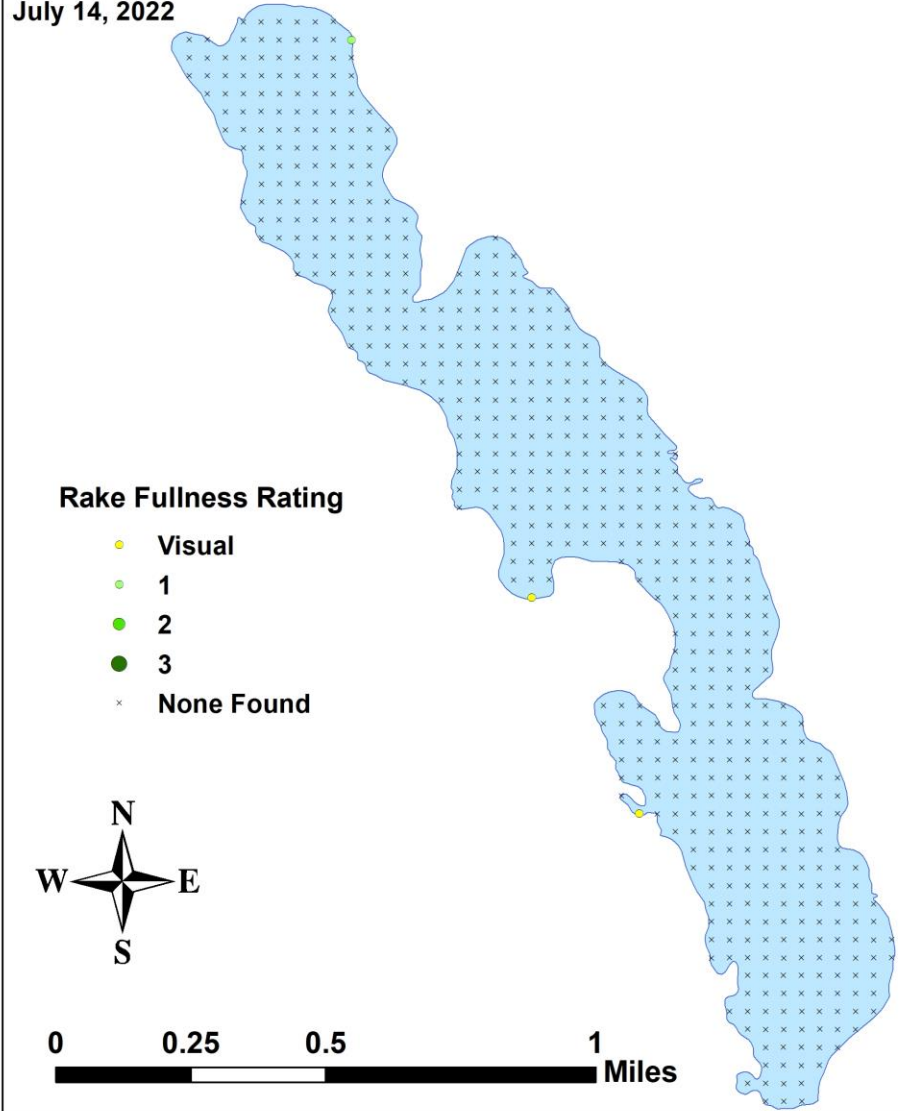 July 14, 2022
Rake Fullness Rating
Visual
1
2
3
None Found
N
W E
S
0 0.25 0.5 1
Miles